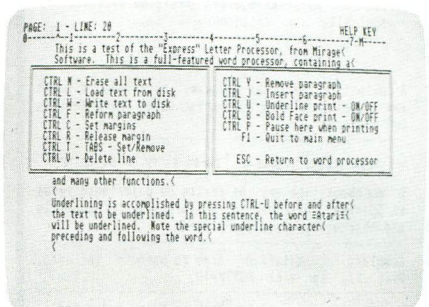 PAGE: 1 - LINE: 20 HELP KEY
0-----^--1---------2---------3---------4---------5---------6---------7-M-----
This is a test of the "Express" Letter Processor, from Mirage<
Software. This is a full-featured word processor, containing a<
CTRL N - Erase all text
CTRL L - Load text from disk
CTRL W - Write text to disk
CTRL F - Reform paragraph
CTRL C - Set margins
CTRL R - Release margin
CTRL T - TABS - Set/Remove
CTRL V - Delete line
CTRL Y - Remove paragraph
CTRL J - Insert paragraph
CTRL U - Underline print - ON/OFF
CTRL B - Bold Face print - ON/OFF
CTRL P - Pause here when printing
F1 - Quit to main menu
ESC - Return to word processor
and many other functions.<
<
Underlining is accomplished by pressing CTRL-U before and after<
the text to be underlined. In this sentence, the word ≡Atari≡<
will be underlined. Note the special underline character<
preceding and following the word.<
<